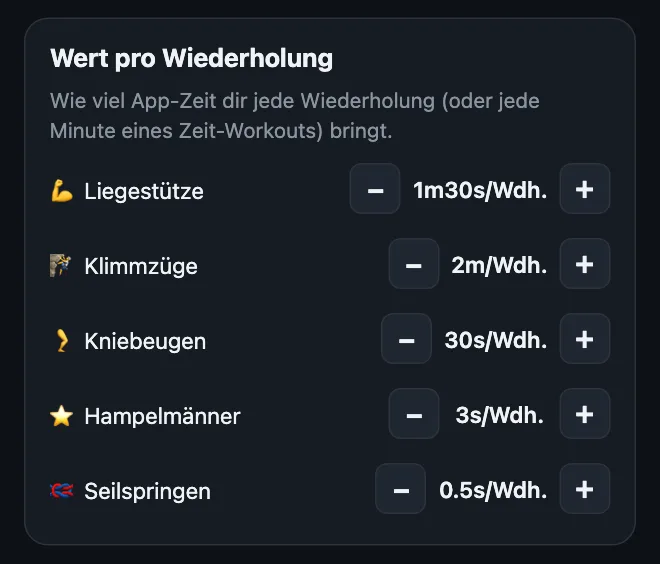 Wert pro Wiederholung
Wie viel App-Zeit dir jede Wiederholung (oder jede
Minute eines Zeit-Workouts) bringt.
Liegestütze − 1m30s/Wdh. +
Klimmzüge − 2m/Wdh. +
Kniebeugen − 30s/Wdh. +
Hampelmänner − 3s/Wdh. +
Seilspringen − 0.5s/Wdh. +